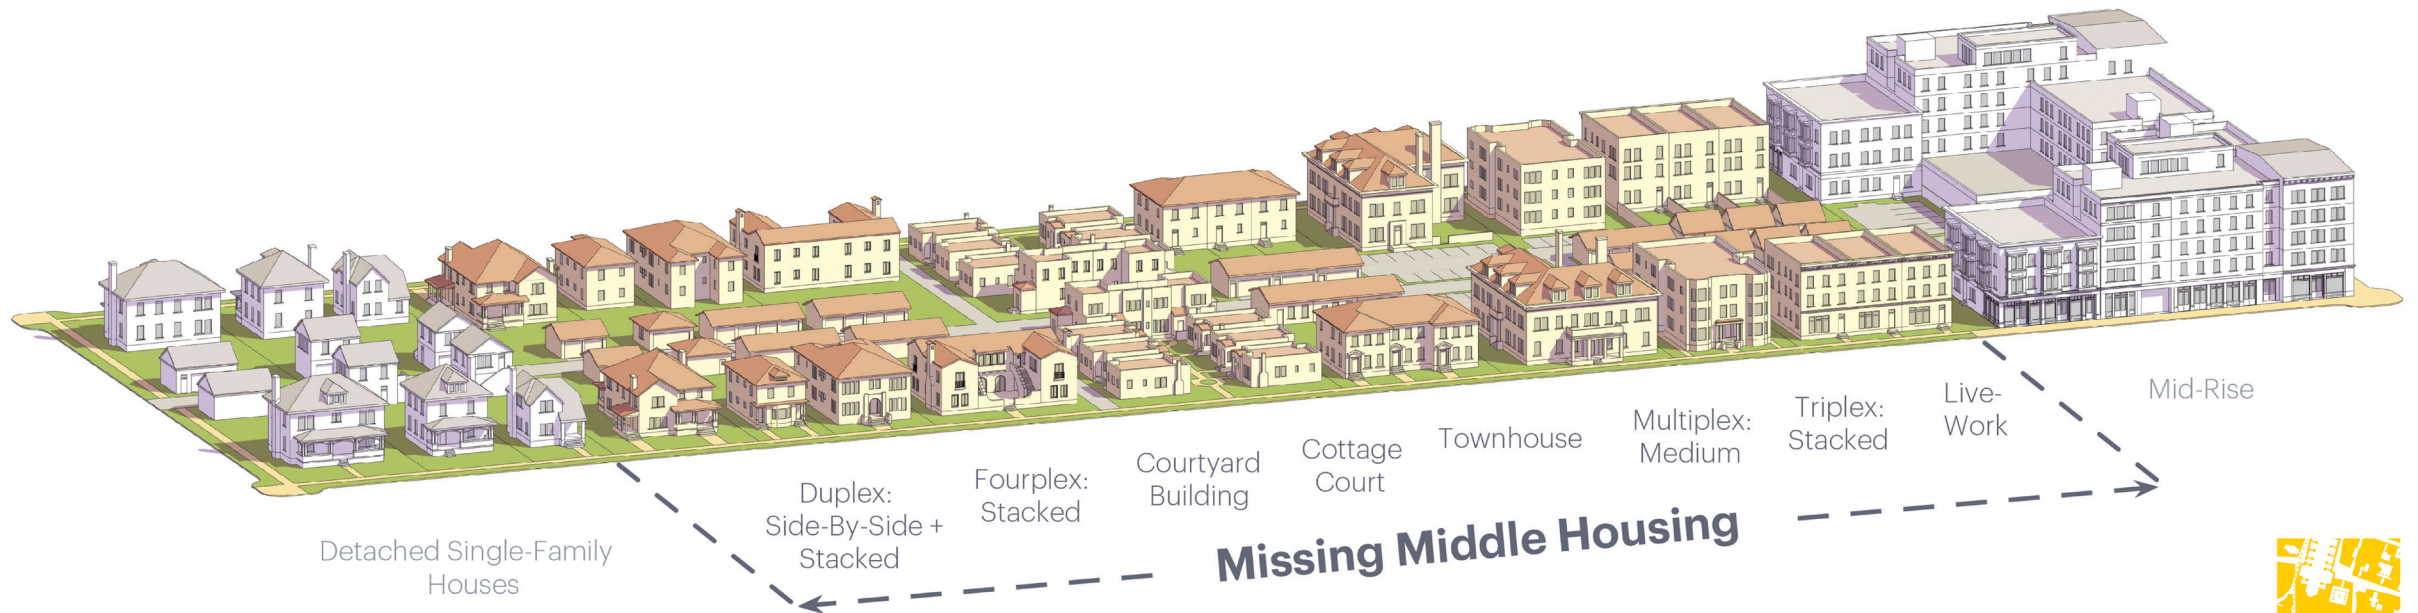 Detached Single-Family
Houses
Duplex:
Side-By-Side +
Stacked
Fourplex:
Stacked
Courtyard
Building
Cottage
Court
Townhouse
Multiplex:
Medium
Triplex:
Stacked
Live-
Work
Mid-Rise
Missing Middle Housing